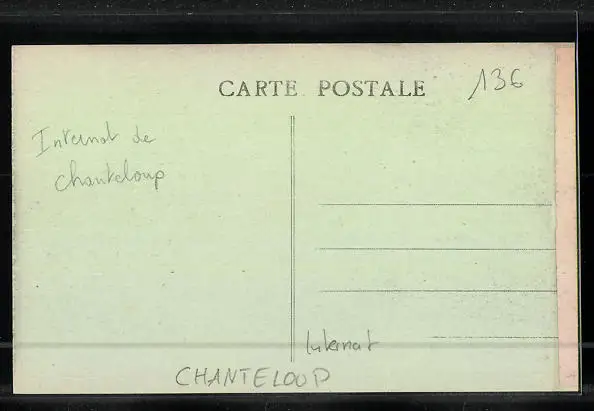 CARTE POSTALE
136
Internat de
Chanteloup
Internat
CHANTELOUP